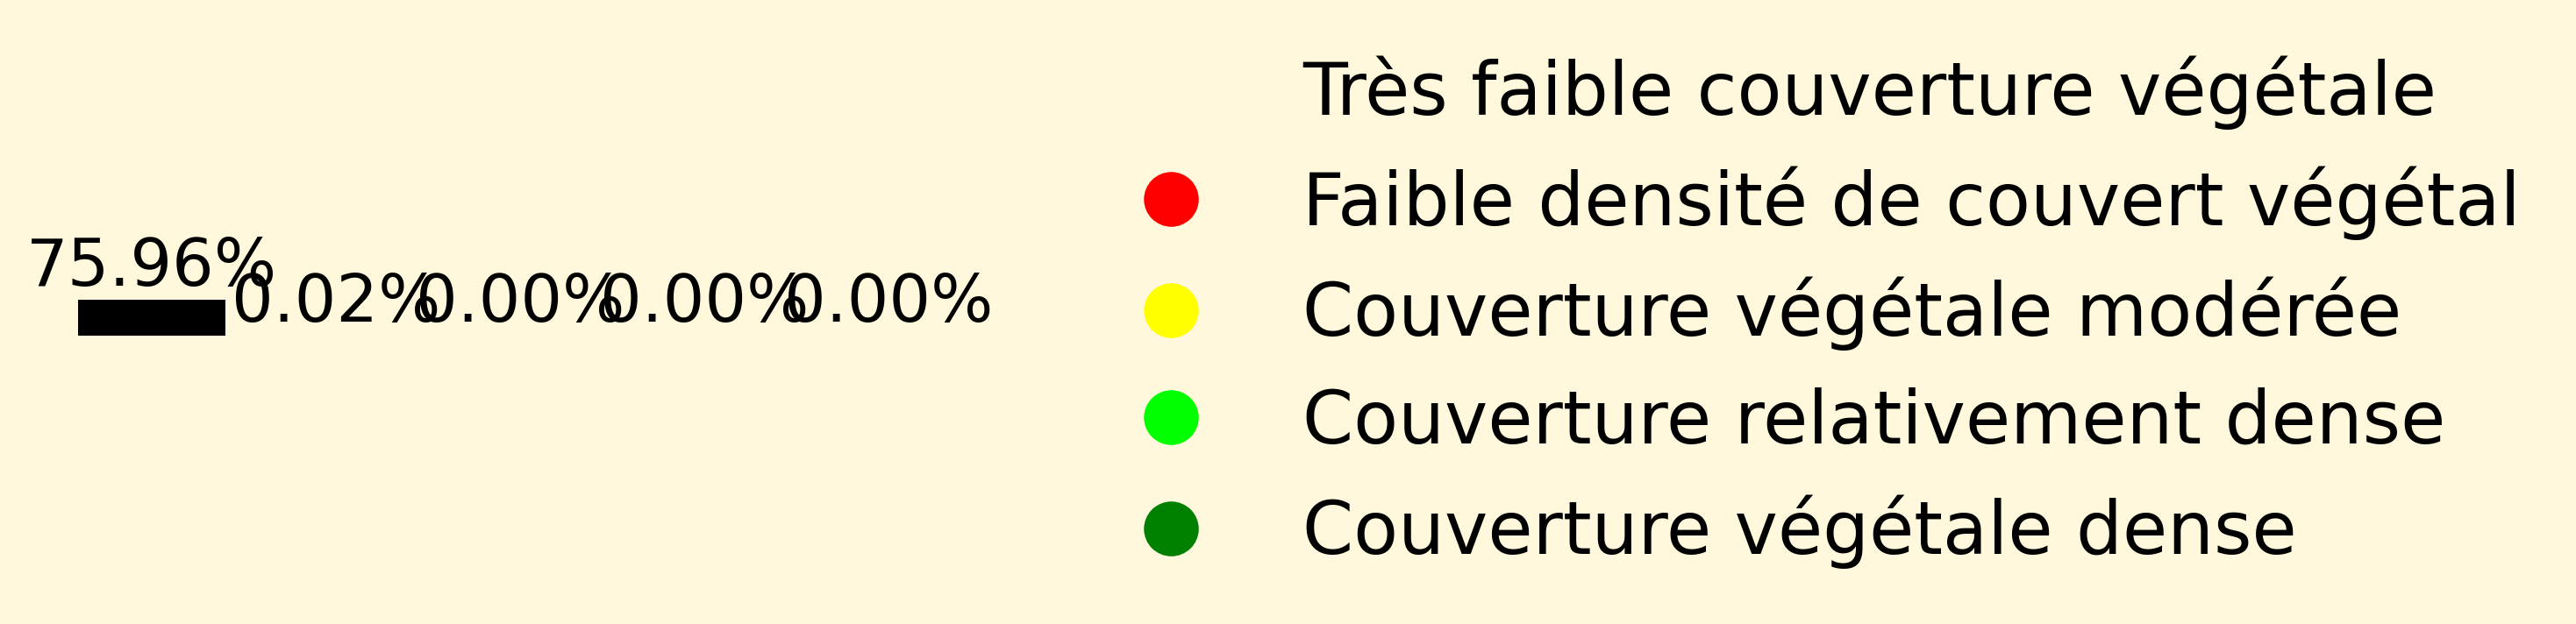 75.96%
0.02%
0.00%
0.00%
0.00%
Très faible couverture végétale
Faible densité de couvert végétal
Couverture végétale modérée
Couverture relativement dense
Couverture végétale dense